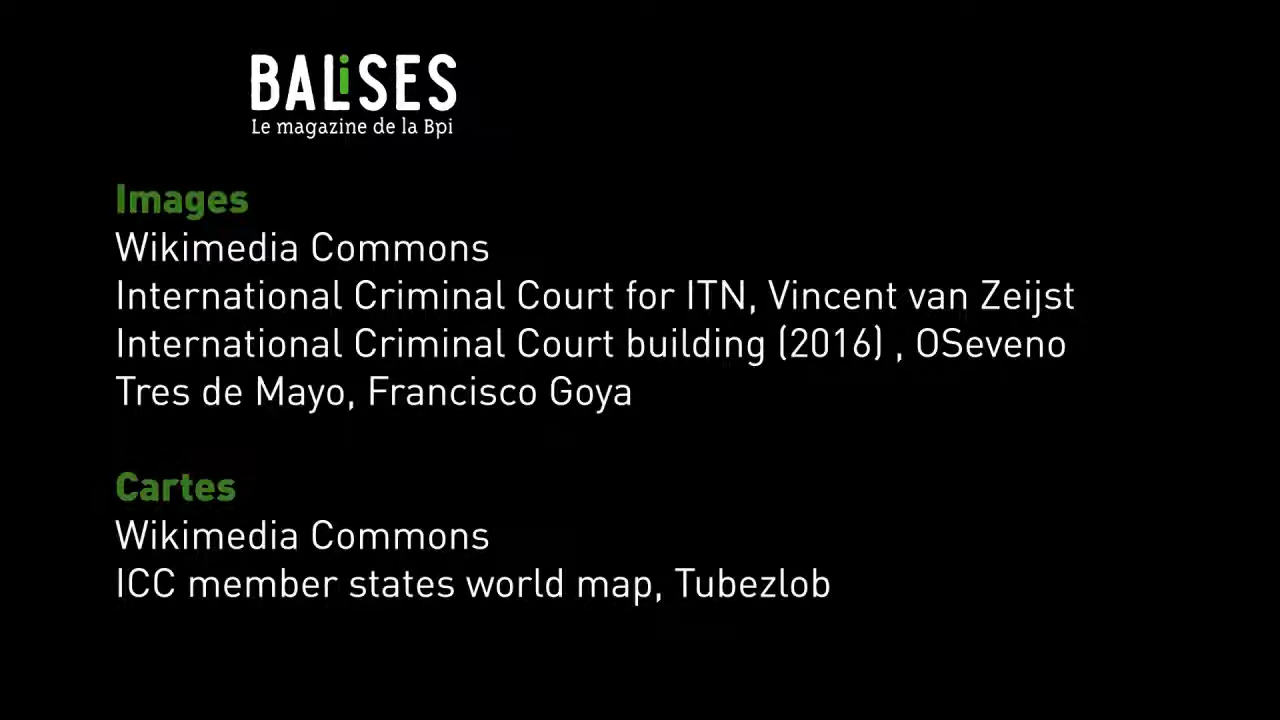 BALiSES
Le magazine de la Bpi
Images
Wikimedia Commons
International Criminal Court for ITN, Vincent van Zeijst
International Criminal Court building (2016) , OSeveno
Tres de Mayo, Francisco Goya
Cartes
Wikimedia Commons
ICC member states world map, Tubezlob